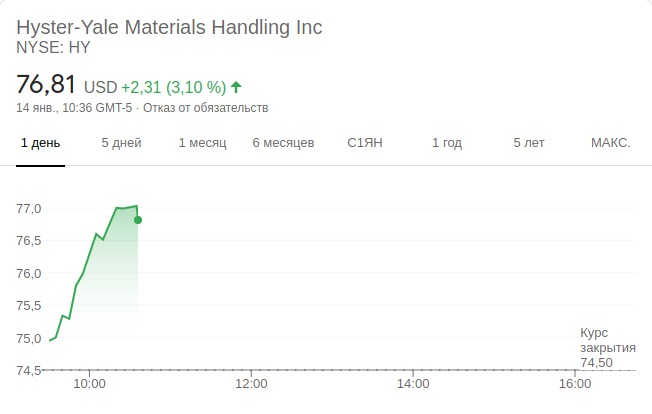 Hyster-Yale Materials Handling Inc
NYSE: HY
76,81 USD +2,31 (3,10 %)
14 янв., 10:36 GMT-5 · Отказ от обязательств
1 день 5 дней 1 месяц 6 месяцев С1ЯН 1 год 5 лет МАКС.
77,0
76,5
76,0
75,5
75,0
74,5
Курс
закрытия
74,50
10:00 12:00 14:00 16:00